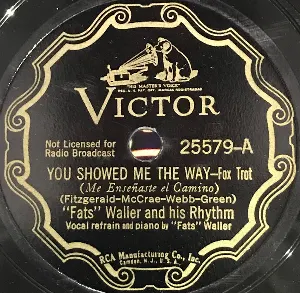 "HIS MASTER'S VOICE"
VICTOR
Not Licensed for
Radio Broadcast
25579-A
YOU SHOWED ME THE WAY—Fox Trot
(Me Enseñaste el Camino)
(Fitzgerald-McCrae-Webb-Green)
"Fats" Waller and his Rhythm
Vocal refrain and piano by "Fats" Waller
RCA Manufacturing Co., Inc.
Camden, N.J., U.S.A.